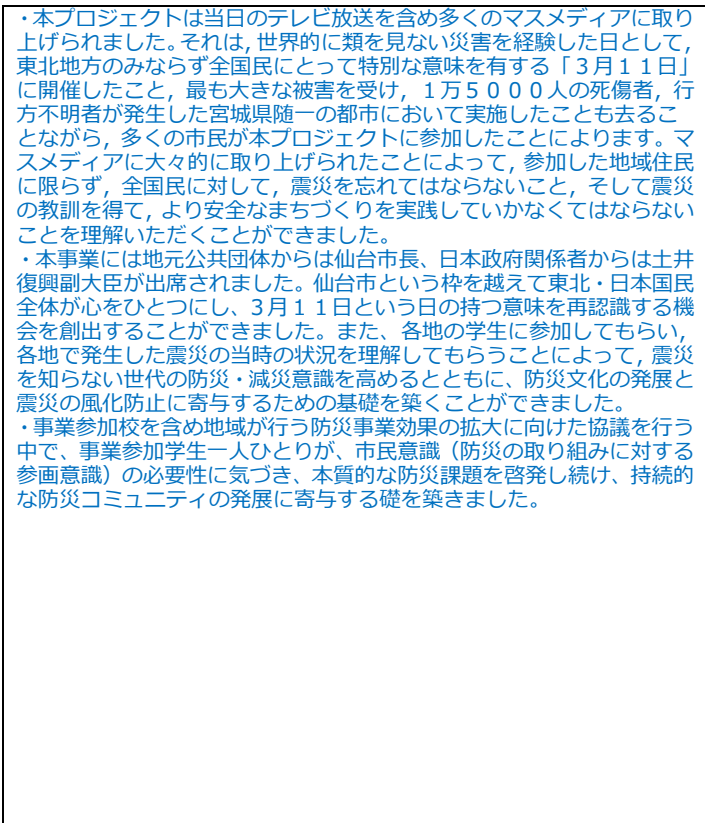 ・本プロジェクトは当日のテレビ放送を含め多くのマスメディアに取り
上げられました。それは，世界的に類を見ない災害を経験した日として，
東北地方のみならず全国民にとって特別な意味を有する「３月１１日」
に開催したこと，最も大きな被害を受け，１万５０００人の死傷者，行
方不明者が発生した宮城県随一の都市において実施したことも去るこ
とながら，多くの市民が本プロジェクトに参加したことによります。マ
スメディアに大々的に取り上げられたことによって，参加した地域住民
に限らず，全国民に対して，震災を忘れてはならないこと，そして震災
の教訓を得て，より安全なまちづくりを実践していかなくてはならない
ことを理解いただくことができました。
・本事業には地元公共団体からは仙台市長、日本政府関係者からは土井
復興副大臣が出席されました。仙台市という枠を越えて東北・日本国民
全体が心をひとつにし、３月１１日という日の持つ意味を再認識する機
会を創出することができました。また、各地の学生に参加してもらい，
各地で発生した震災の当時の状況を理解してもらうことによって，震災
を知らない世代の防災・減災意識を高めるとともに、防災文化の発展と
震災の風化防止に寄与するための基礎を築くことができました。
・事業参加校を含め地域が行う防災事業効果の拡大に向けた協議を行う
中で、事業参加学生一人ひとりが、市民意識（防災の取り組みに対する
参画意識）の必要性に気づき、本質的な防災課題を啓発し続け、持続的
な防災コミュニティの発展に寄与する礎を築きました。